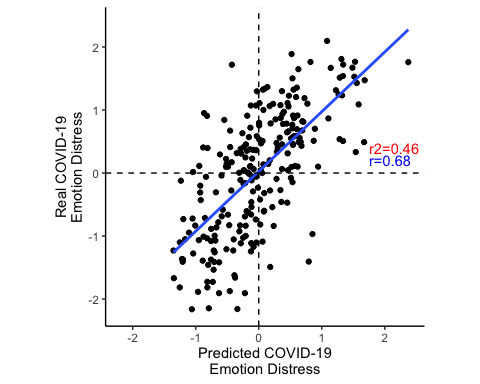 2
1
0
-1
-2
Real COVID-19
Emotion Distress
r2=0.46
r=0.68
-2 -1 0 1 2
Predicted COVID-19
Emotion Distress